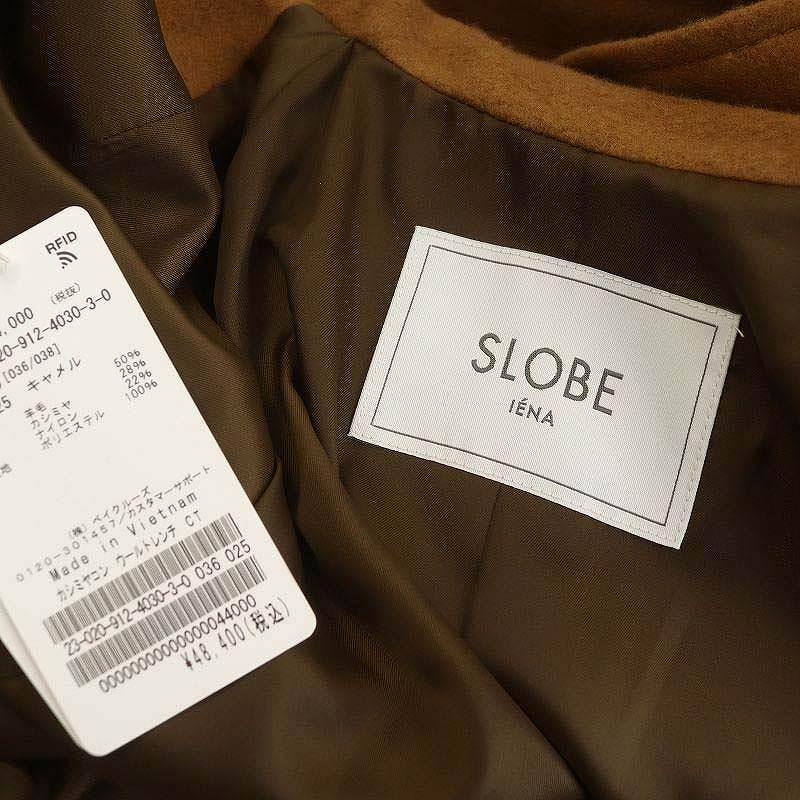 RFID
,000 (税抜)
020-912-4030-3-0
[036/038]
25 キャメル
羊毛 50%
カシミヤ 28%
ナイロン 22%
ポリエステル 100%
地
(株) ベイクルーズ
0120-301457/カスタマーサポート
Made in Vietnam
カシミヤコン ウールトレンチ CT
23-020-912-4030-3-0 036 025
0000000000000000044000
¥48,400(税込)
SLOBE
IÉNA